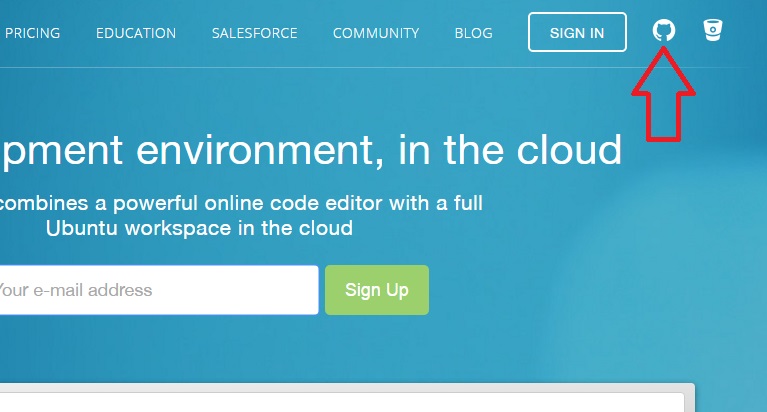 PRICING EDUCATION SALESFORCE COMMUNITY BLOG SIGN IN
pment environment, in the cloud
combines a powerful online code editor with a full
Ubuntu workspace in the cloud
Your e-mail address Sign Up